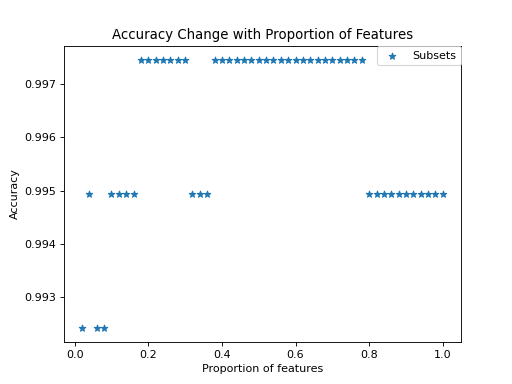 Accuracy Change with Proportion of Features
Subsets
0.997
0.996
0.995
0.994
0.993
Accuracy
0.0 0.2 0.4 0.6 0.8 1.0
Proportion of features